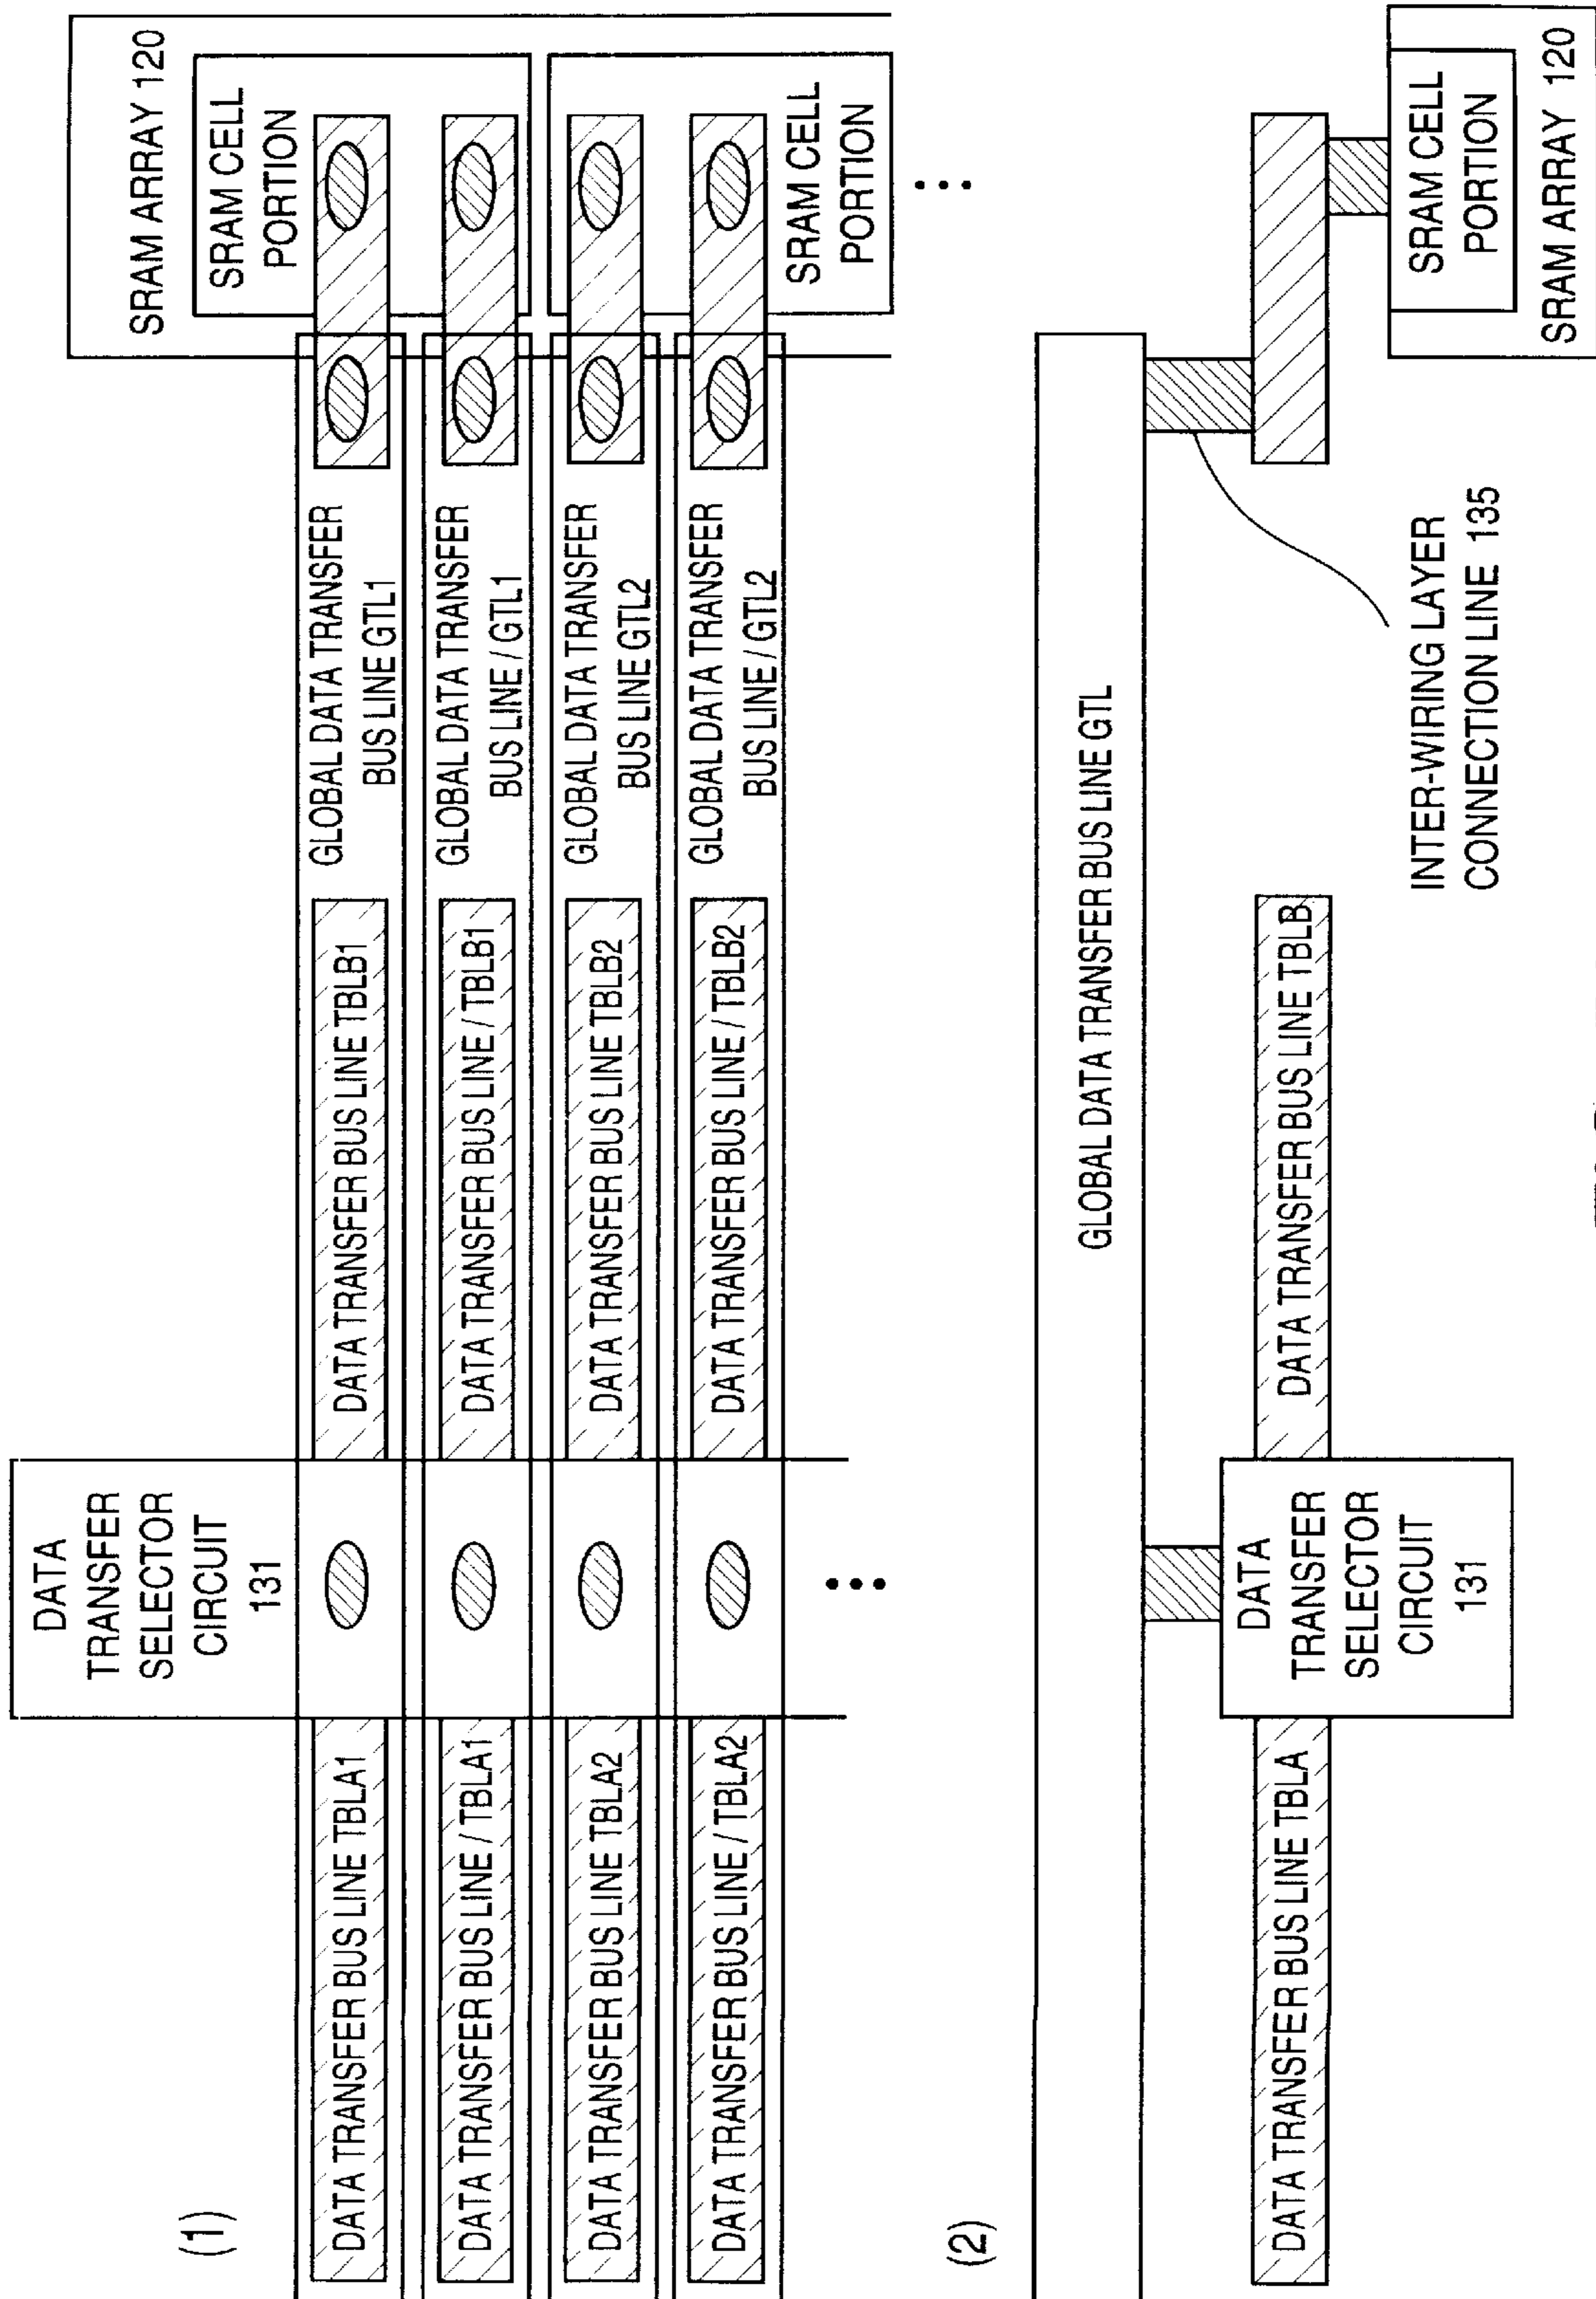 (1)
DATA
TRANSFER
SELECTOR
CIRCUIT
131
SRAM ARRAY 120
SRAM CELL
PORTION
DATA TRANSFER BUS LINE TBLA1
DATA TRANSFER BUS LINE TBLB1
GLOBAL DATA TRANSFER
BUS LINE GTL1
DATA TRANSFER BUS LINE / TBLA1
DATA TRANSFER BUS LINE / TBLB1
GLOBAL DATA TRANSFER
BUS LINE / GTL1
DATA TRANSFER BUS LINE TBLA2
DATA TRANSFER BUS LINE TBLB2
GLOBAL DATA TRANSFER
BUS LINE GTL2
DATA TRANSFER BUS LINE / TBLA2
DATA TRANSFER BUS LINE / TBLB2
GLOBAL DATA TRANSFER
BUS LINE / GTL2
SRAM CELL
PORTION
(2)
GLOBAL DATA TRANSFER BUS LINE GTL
DATA TRANSFER BUS LINE TBLA
DATA
TRANSFER
SELECTOR
CIRCUIT
131
DATA TRANSFER BUS LINE TBLB
INTER-WIRING LAYER
CONNECTION LINE 135
SRAM CELL
PORTION
SRAM ARRAY 120